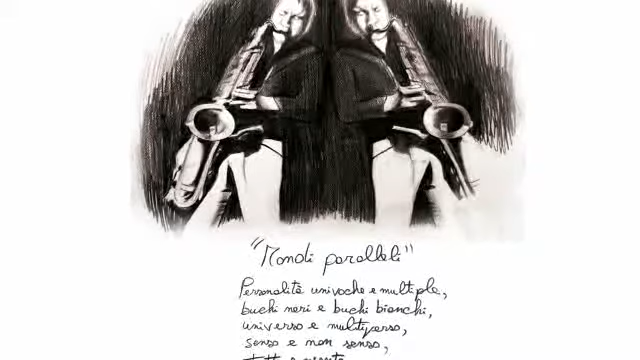 "Mondi paralleli"
Personalità univoche e multiple,
buchi neri e buchi bianchi,
universo e multiverso,
senso e non senso,